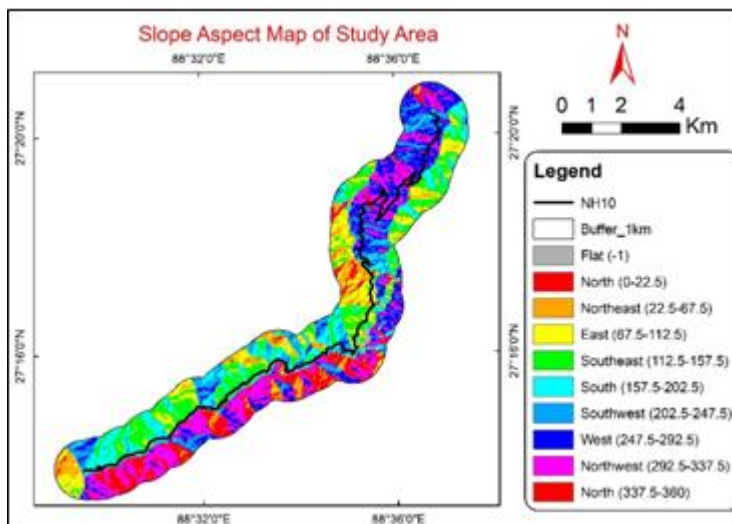 Slope Aspect Map of Study Area
88°32'0"E
88°36'0"E
N
0 1 2 4
Km
27°20'0"N
27°20'0"N
27°16'0"N
27°16'0"N
88°32'0"E
88°36'0"E
Legend
NH10
Buffer_1km
Flat (-1)
North (0-22.5)
Northeast (22.5-67.5)
East (67.5-112.5)
Southeast (112.5-157.5)
South (157.5-202.5)
Southwest (202.5-247.5)
West (247.5-292.5)
Northwest (292.5-337.5)
North (337.5-360)